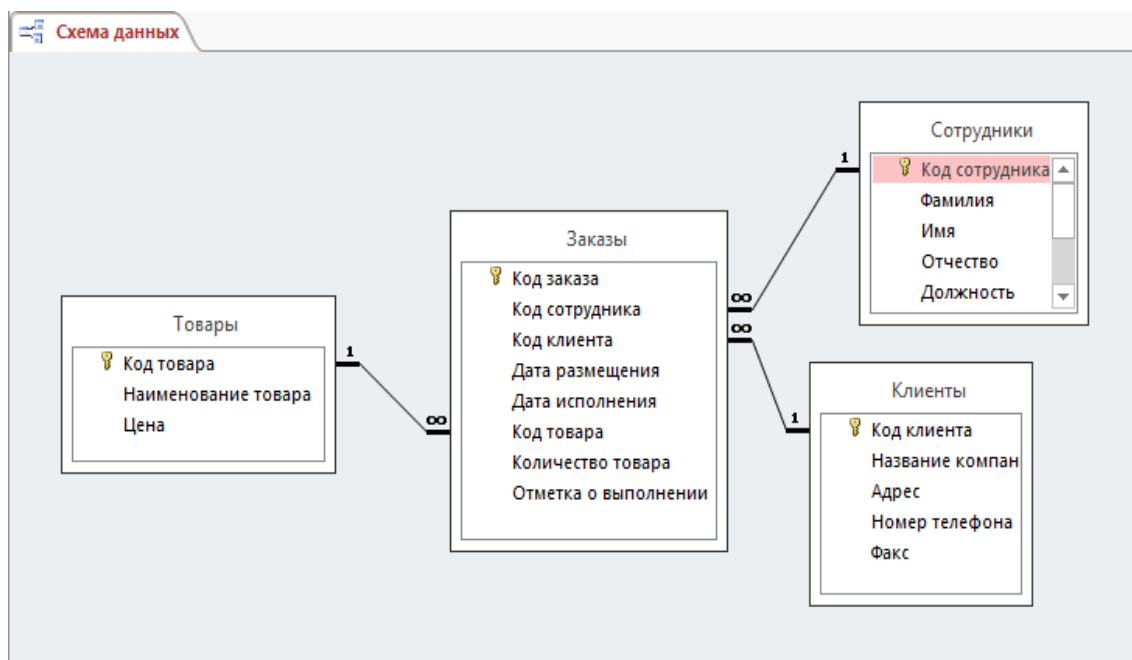 Схема данных
Товары
Код товара
Наименование товара
Цена
1
∞
Заказы
Код заказа
Код сотрудника
Код клиента
Дата размещения
Дата исполнения
Код товара
Количество товара
Отметка о выполнении
∞
∞
1
Сотрудники
Код сотрудника
Фамилия
Имя
Отчество
Должность
1
Клиенты
Код клиента
Название компан
Адрес
Номер телефона
Факс